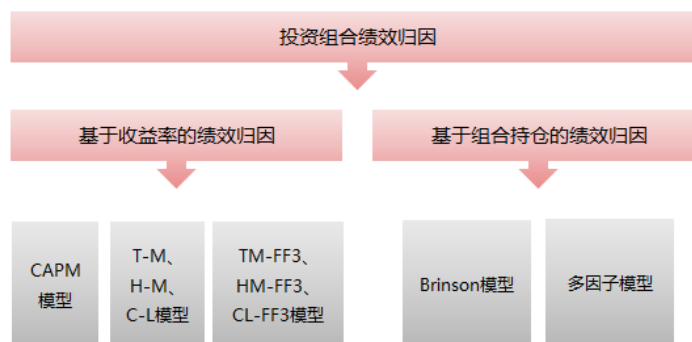 投资组合绩效归因
基于收益率的绩效归因
基于组合持仓的绩效归因
CAPM
模型
T-M、
H-M、
C-L模型
TM-FF3、
HM-FF3、
CL-FF3模型
Brinson模型
多因子模型